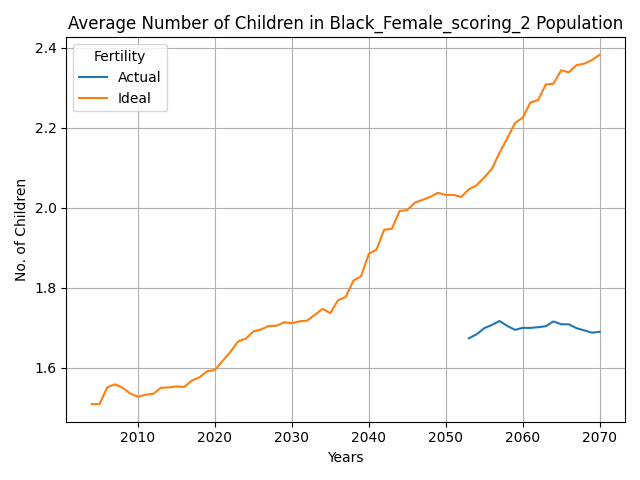 Average Number of Children in Black_Female_scoring_2 Population
Fertility
Actual
Ideal
No. of Children
2.4
2.2
2.0
1.8
1.6
2010 2020 2030 2040 2050 2060 2070
Years